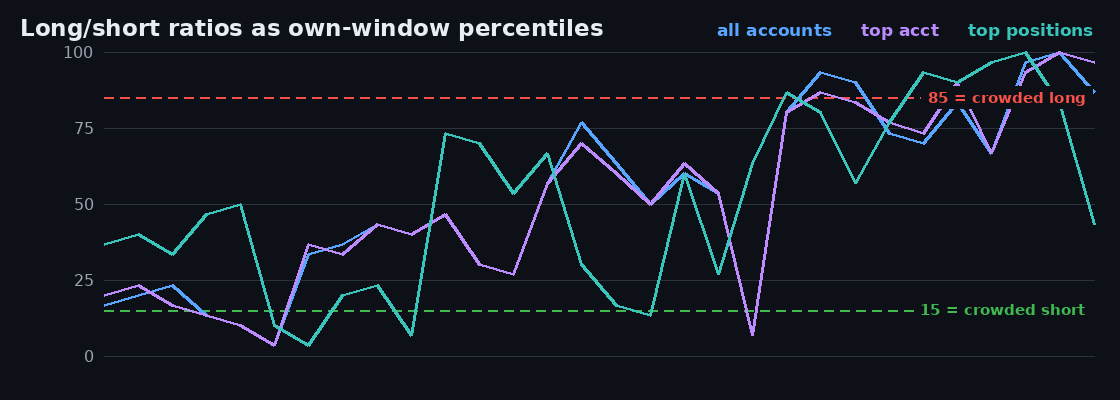 Long/short ratios as own-window percentiles
all accounts top acct top positions
100
85 = crowded long
75
50
25
15 = crowded short
0